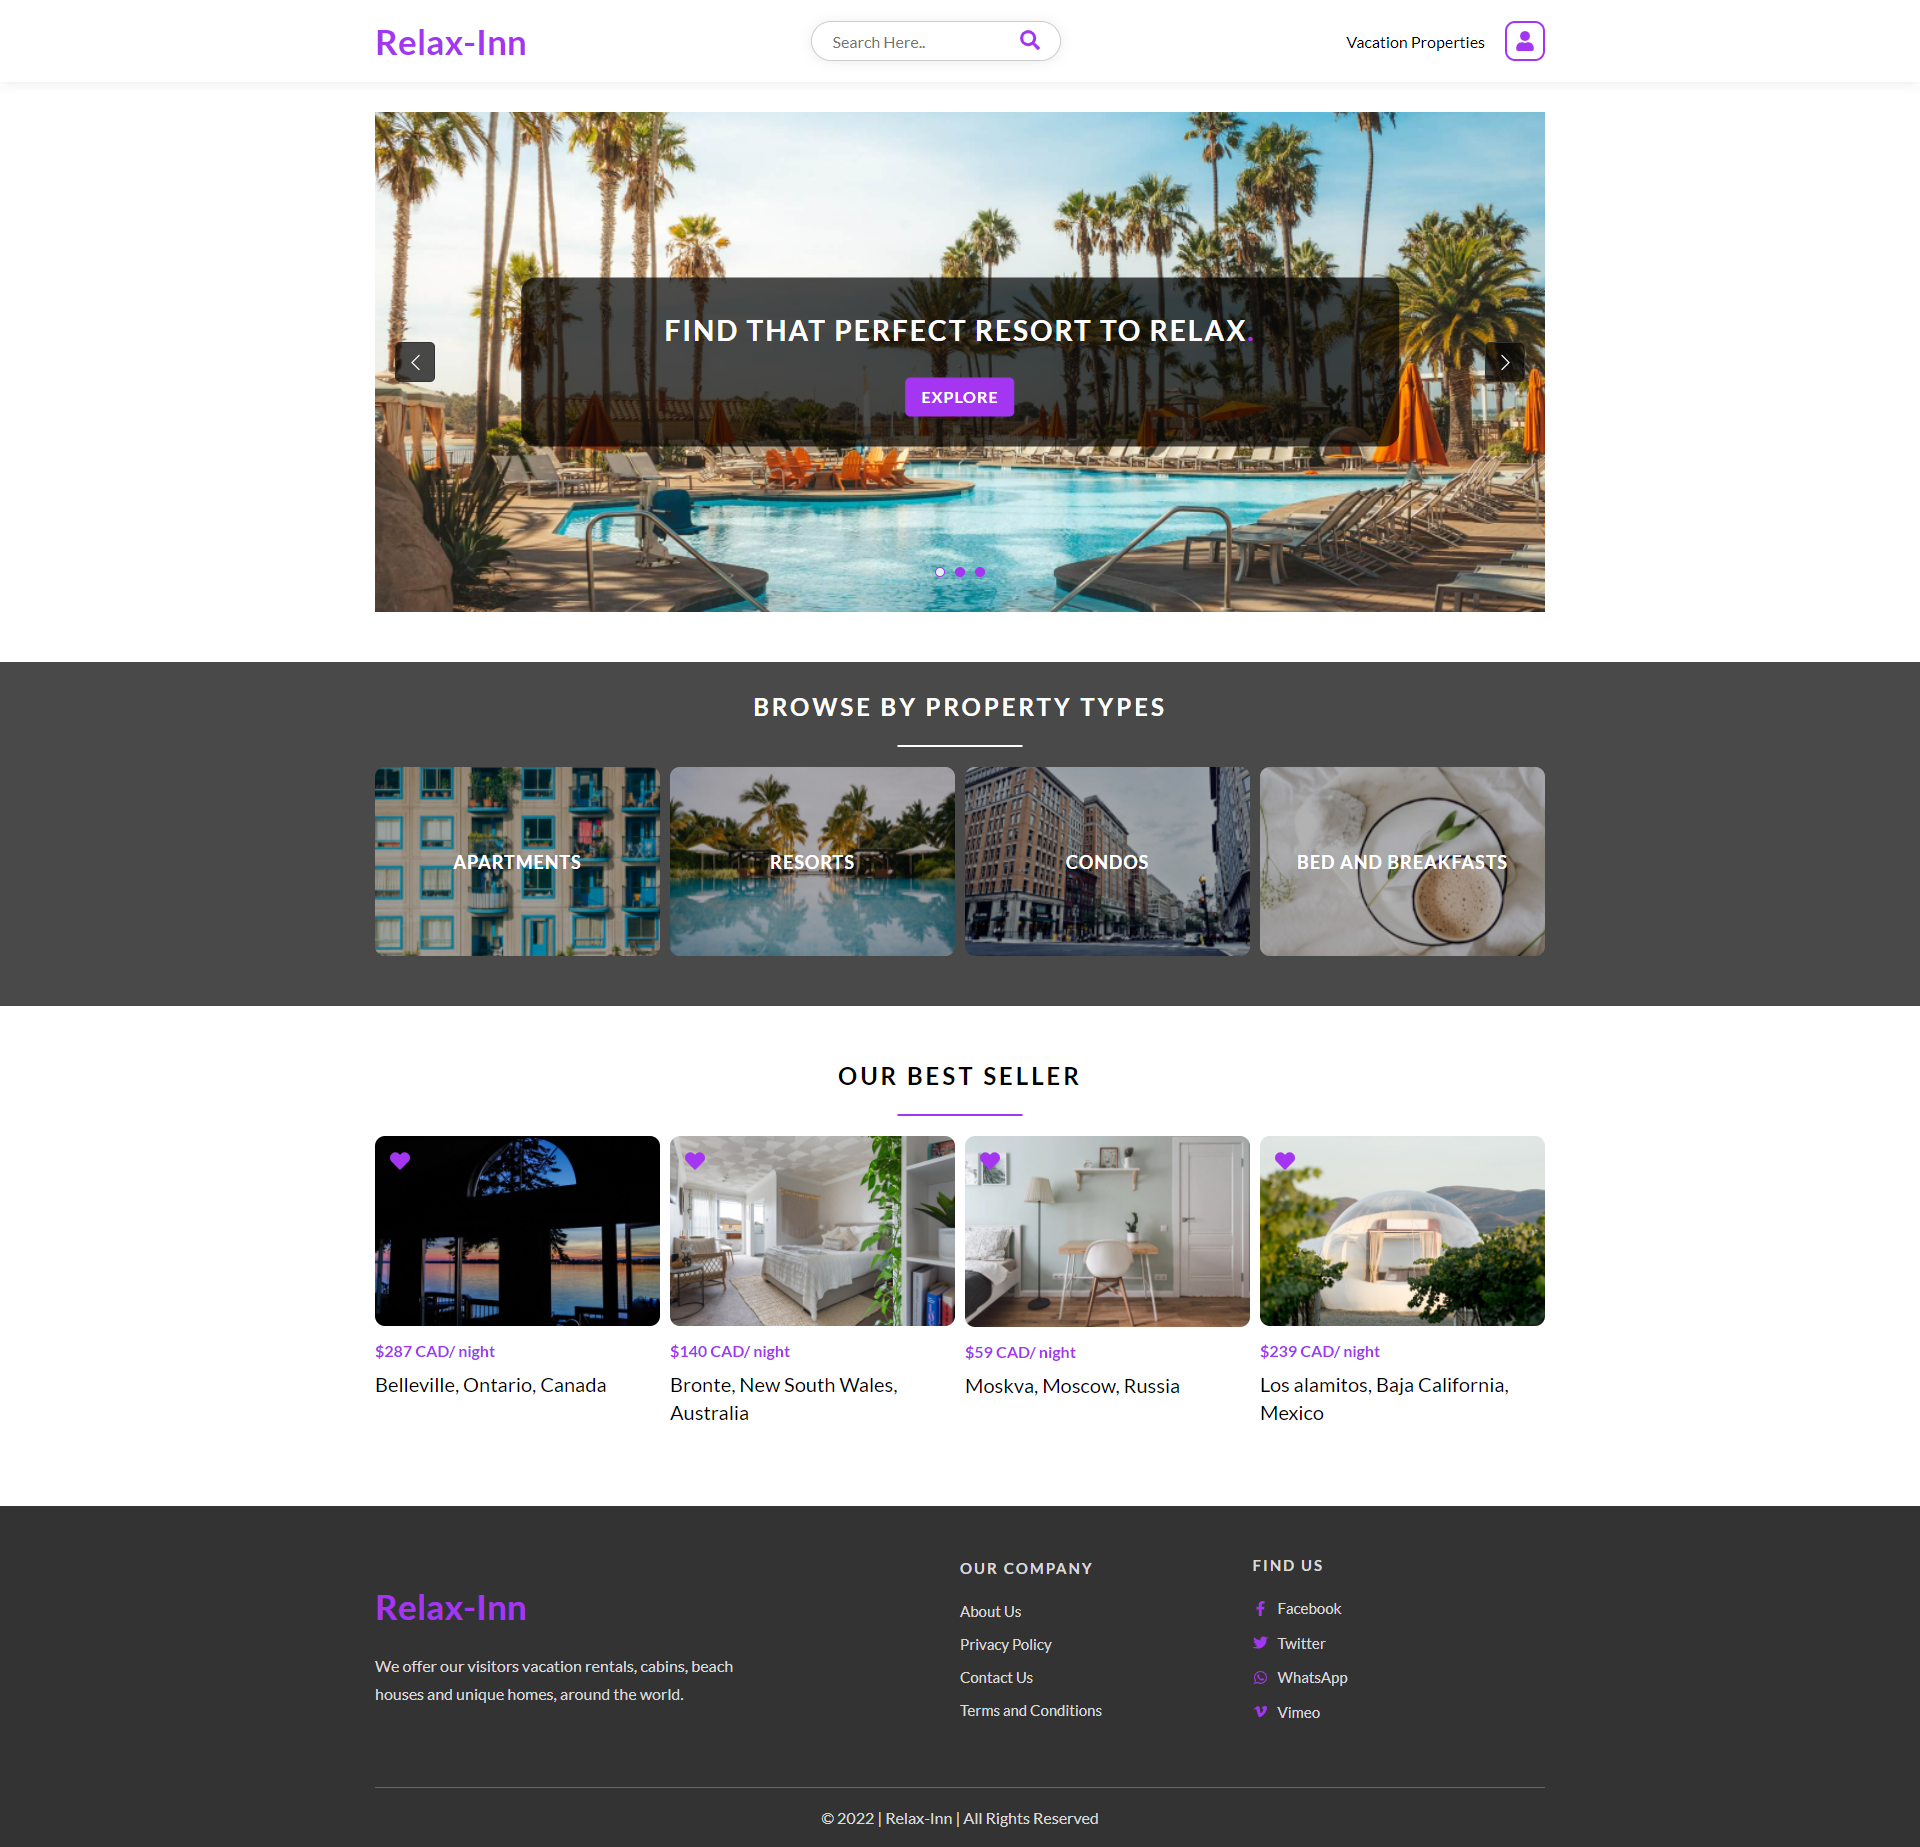 Relax-Inn
Search Here..
Vacation Properties
FIND THAT PERFECT RESORT TO RELAX.
EXPLORE
BROWSE BY PROPERTY TYPES
APARTMENTS
RESORTS
CONDOS
BED AND BREAKFASTS
OUR BEST SELLER
$287 CAD/ night
Belleville, Ontario, Canada
$140 CAD/ night
Bronte, New South Wales,
Australia
$59 CAD/ night
Moskva, Moscow, Russia
$239 CAD/ night
Los alamitos, Baja California,
Mexico
Relax-Inn
We offer our visitors vacation rentals, cabins, beach
houses and unique homes, around the world.
OUR COMPANY
About Us
Privacy Policy
Contact Us
Terms and Conditions
FIND US
Facebook
Twitter
WhatsApp
Vimeo
© 2022 | Relax-Inn | All Rights Reserved